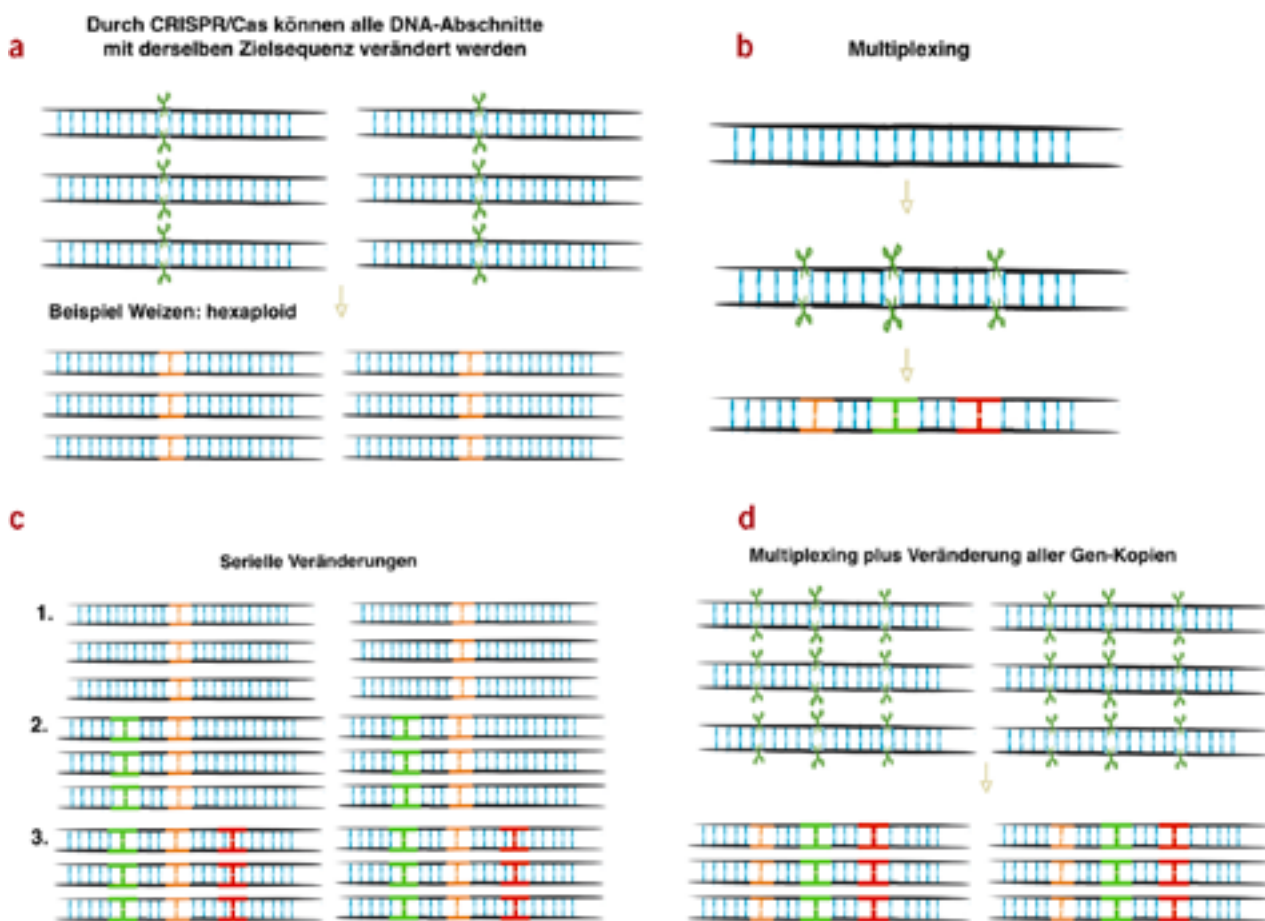 a
Durch CRISPR/Cas können alle DNA-Abschnitte
mit derselben Zielsequenz verändert werden
Beispiel Weizen: hexaploid
b
Multiplexing
c
Serielle Veränderungen
1.
2.
3.
d
Multiplexing plus Veränderung aller Gen-Kopien